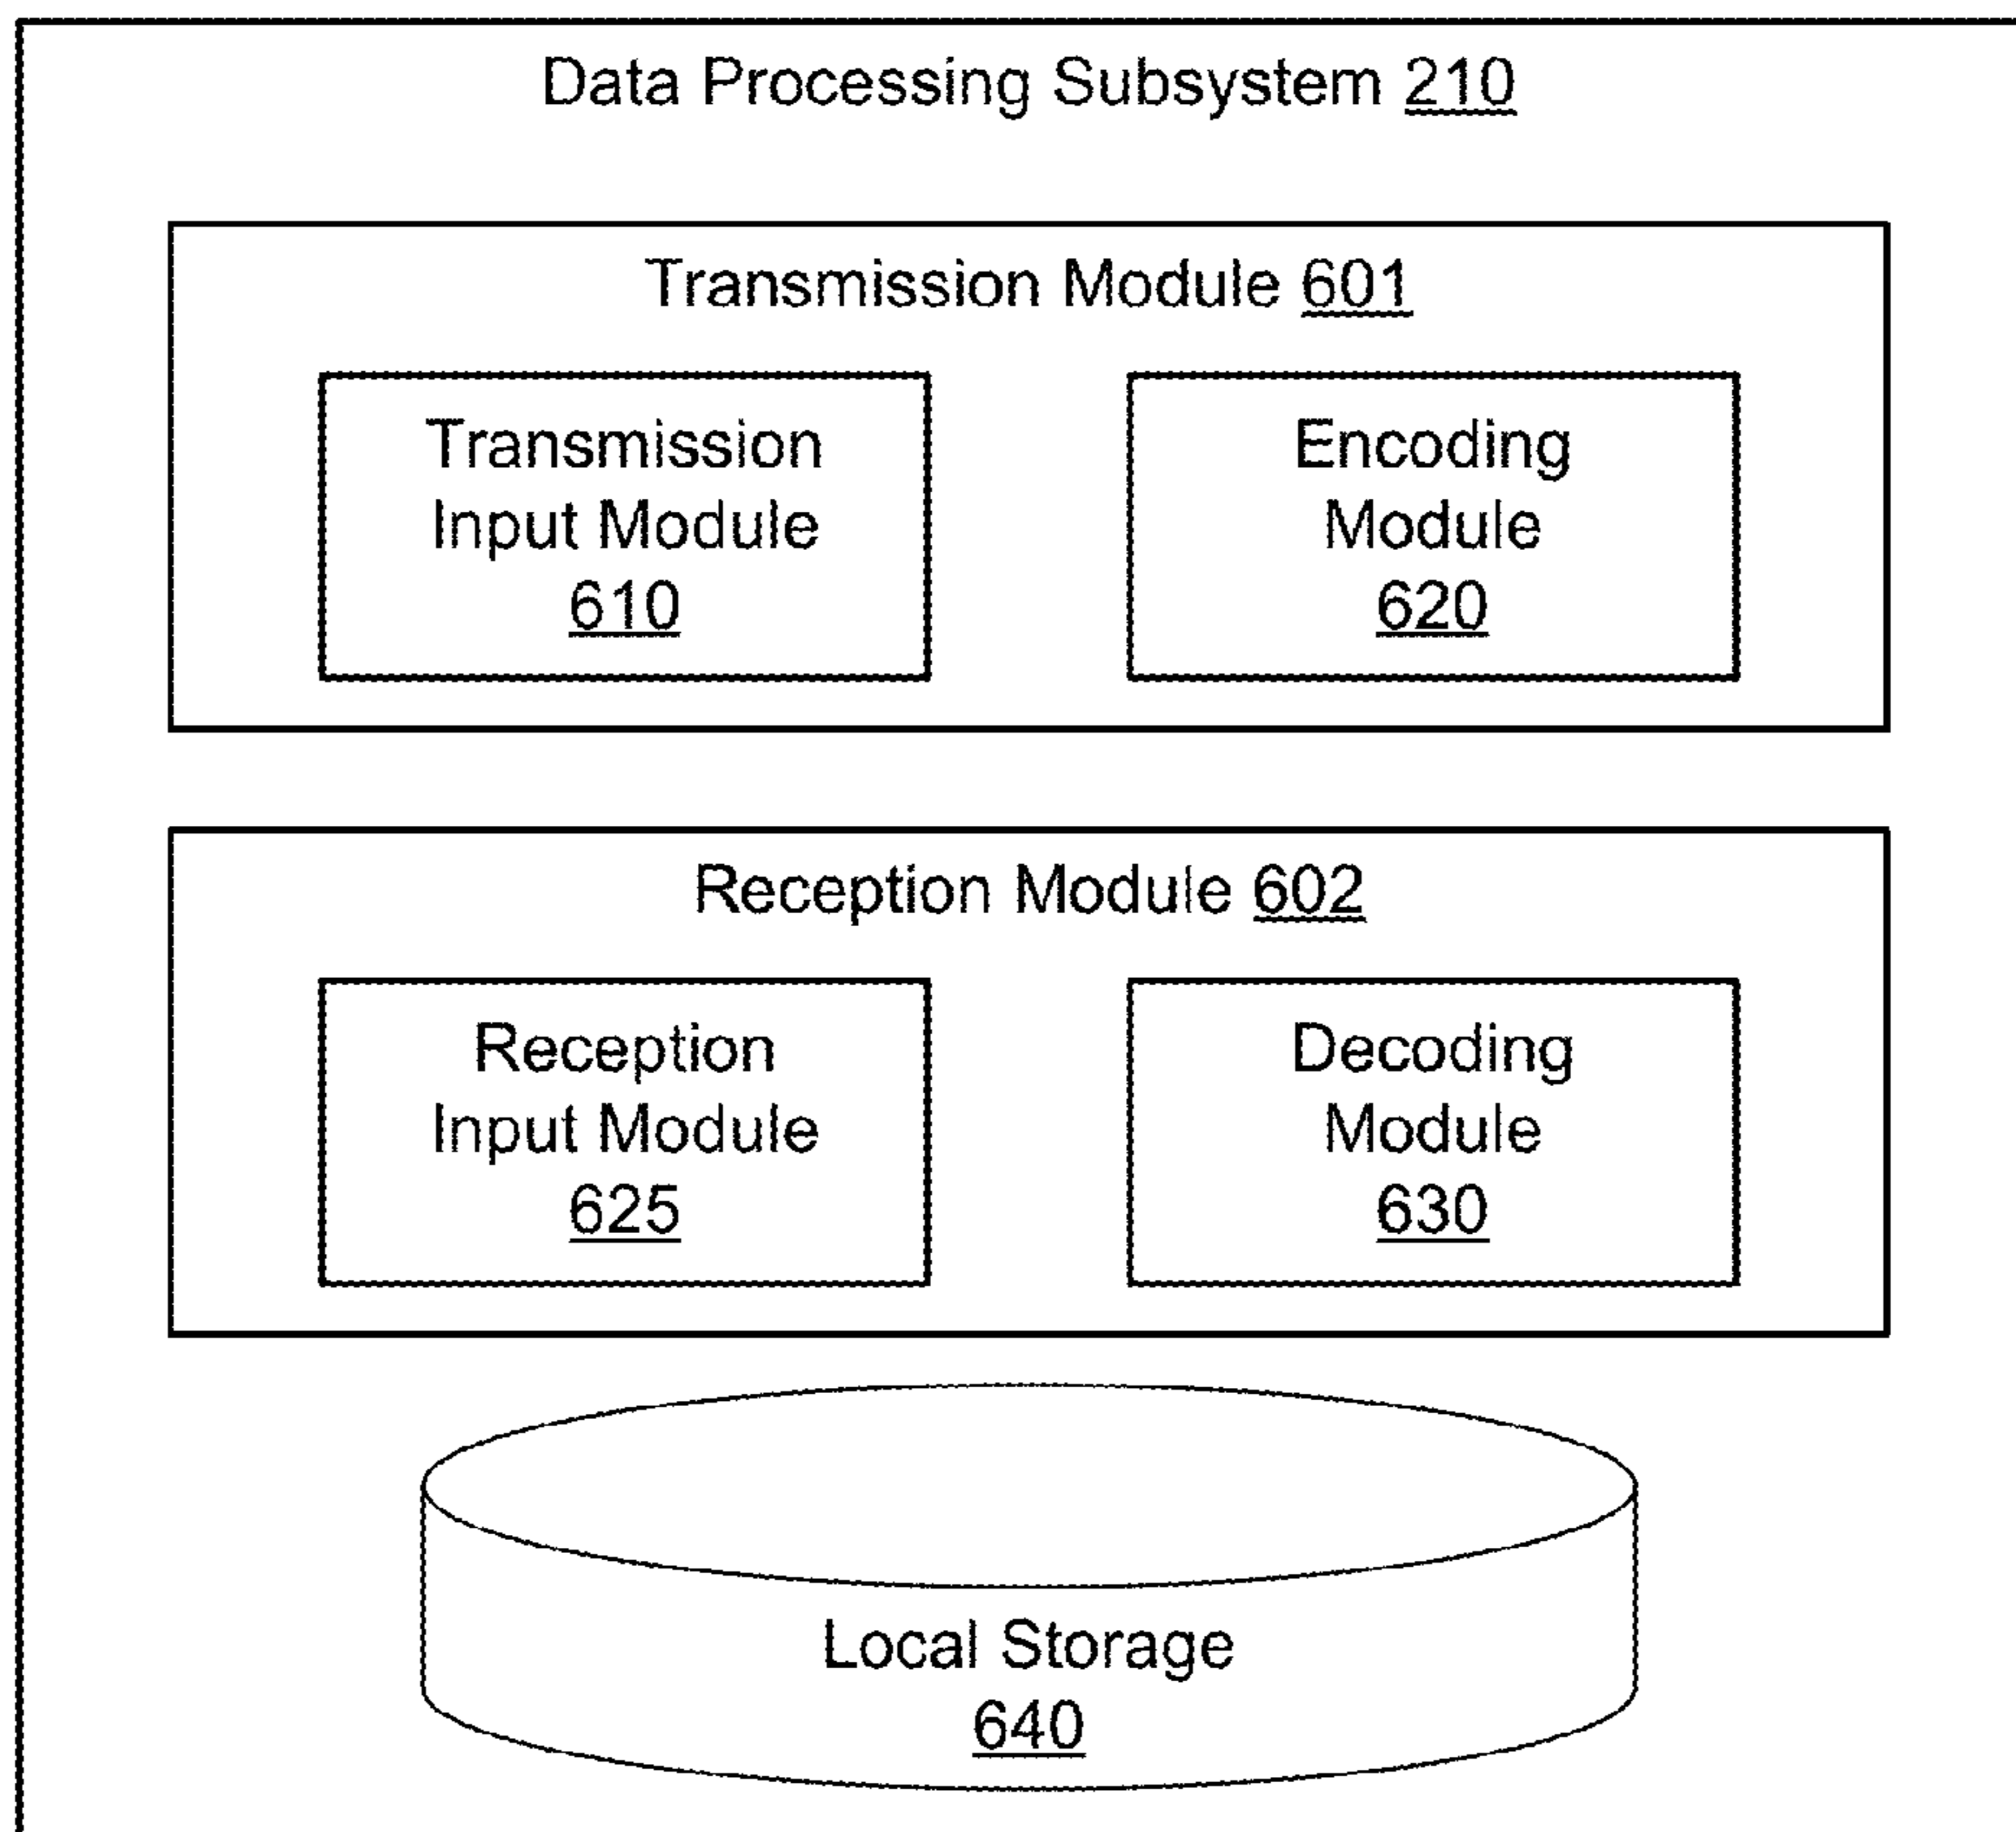 Data Processing Subsystem 210
Transmission Module 601
Transmission
Input Module
610
Encoding
Module
620
Reception Module 602
Reception
Input Module
625
Decoding
Module
630
Local Storage
640